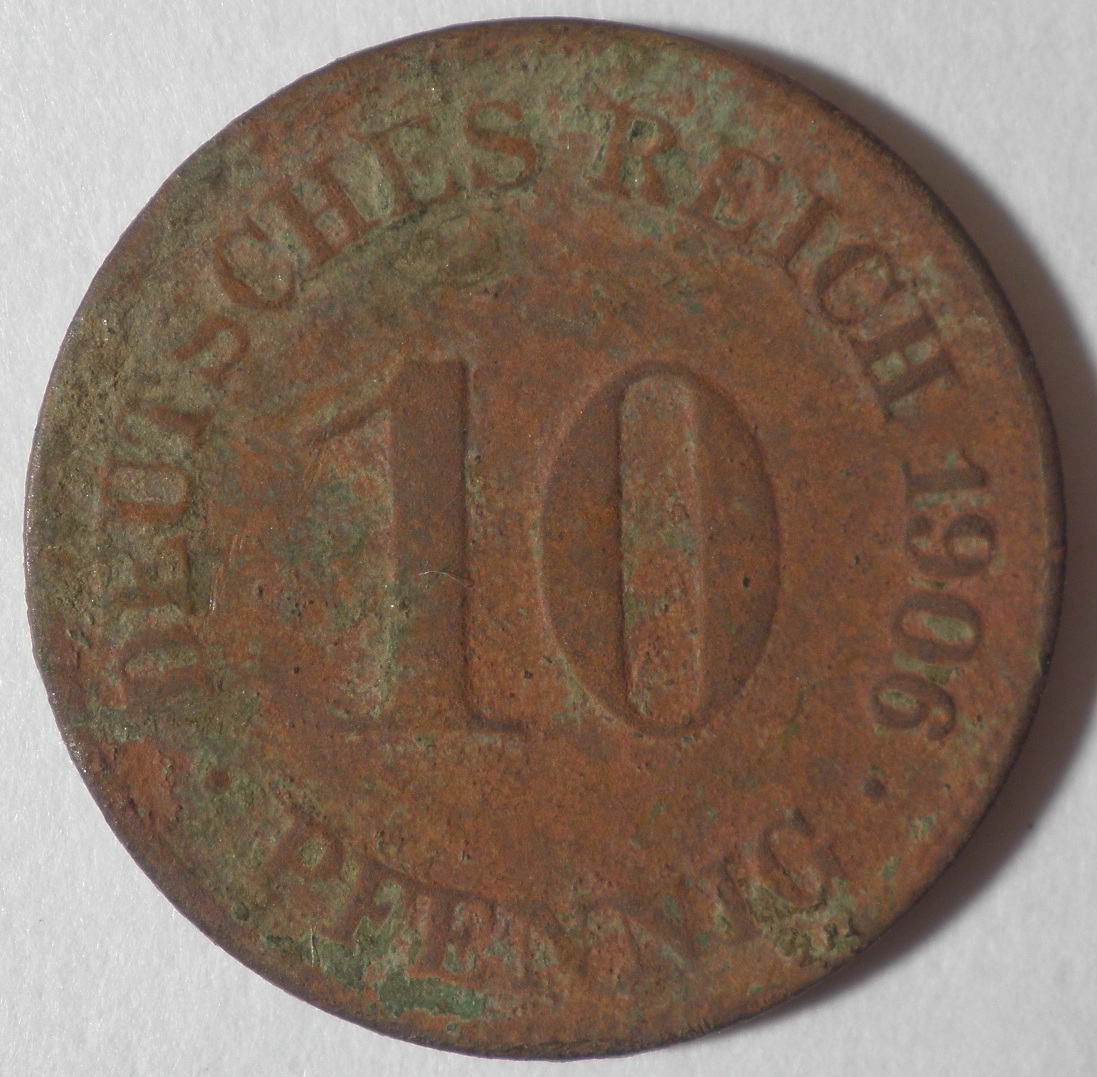 DEUTSCHES REICH 1906
10
· PFENNIG ·